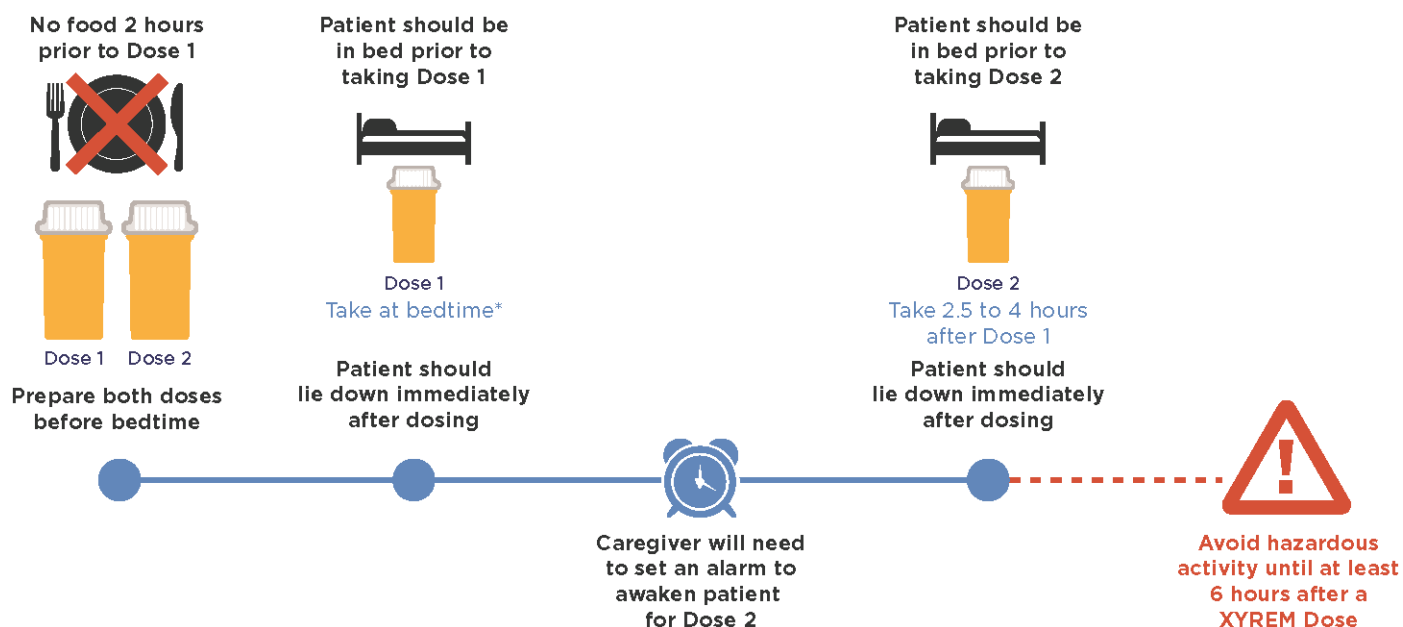 No food 2 hours
prior to Dose 1
Dose 1
Dose 2
Prepare both doses
before bedtime
Patient should be
in bed prior to
taking Dose 1
Dose 1
Take at bedtime*
Patient should
lie down immediately
after dosing
Caregiver will need
to set an alarm to
awaken patient
for Dose 2
Patient should be
in bed prior to
taking Dose 2
Dose 2
Take 2.5 to 4 hours
after Dose 1
Patient should
lie down immediately
after dosing
!
Avoid hazardous
activity until at least
6 hours after a
XYREM Dose